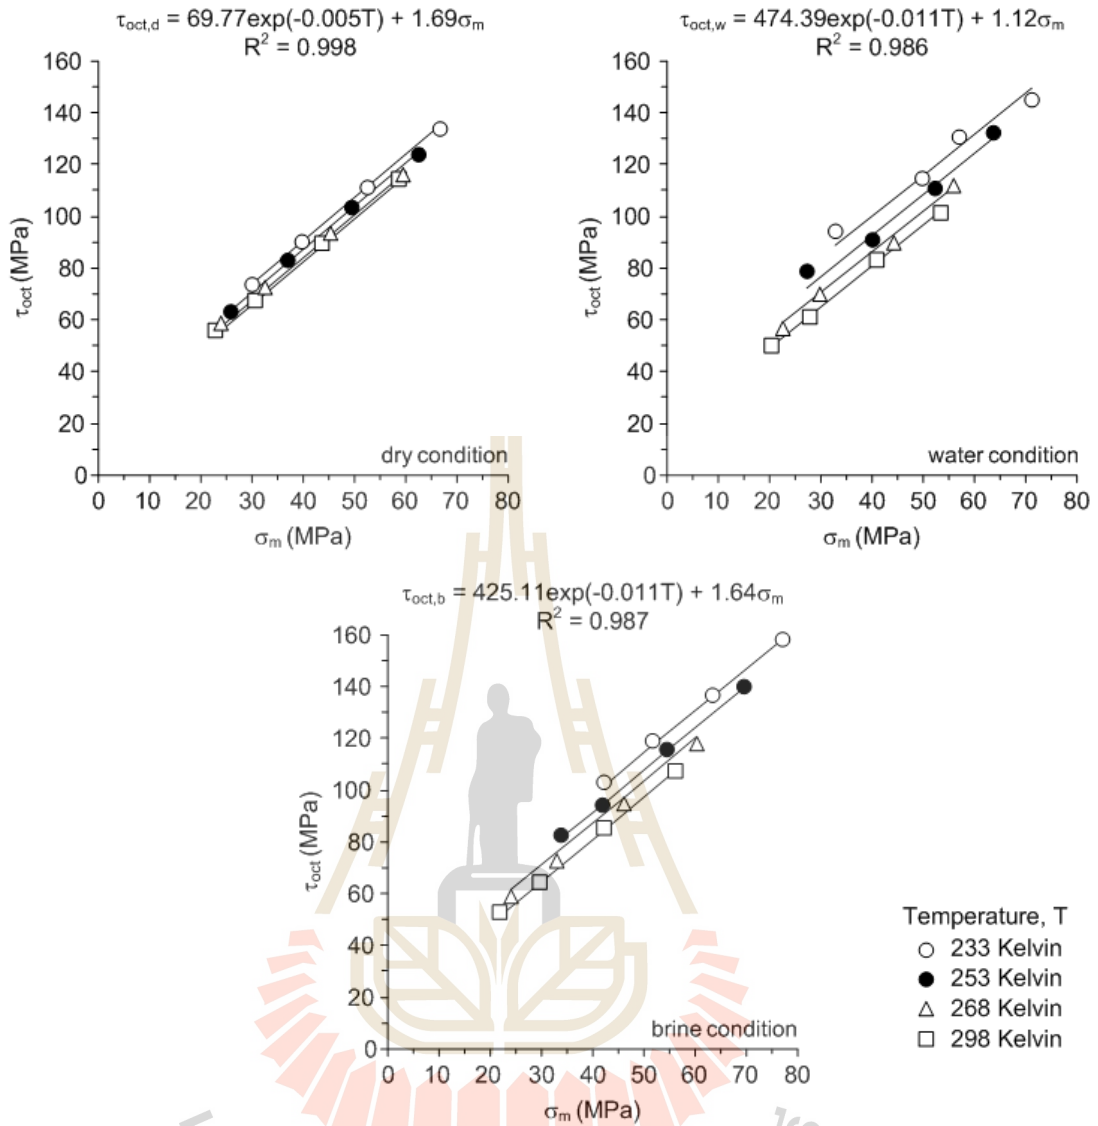 τoct,d = 69.77exp(-0.005T) + 1.69σm
R² = 0.998
160
140
120
100
80
60
40
20
0
τoct (MPa)
dry condition
0 10 20 30 40 50 60 70 80
σm (MPa)
τoct,w = 474.39exp(-0.011T) + 1.12σm
R² = 0.986
160
140
120
100
80
60
40
20
0
τoct (MPa)
water condition
0 10 20 30 40 50 60 70 80
σm (MPa)
τoct,b = 425.11exp(-0.011T) + 1.64σm
R² = 0.987
160
140
120
100
80
60
40
20
0
τoct (MPa)
brine condition
0 10 20 30 40 50 60 70 80
σm (MPa)
Temperature, T
233 Kelvin
253 Kelvin
268 Kelvin
298 Kelvin